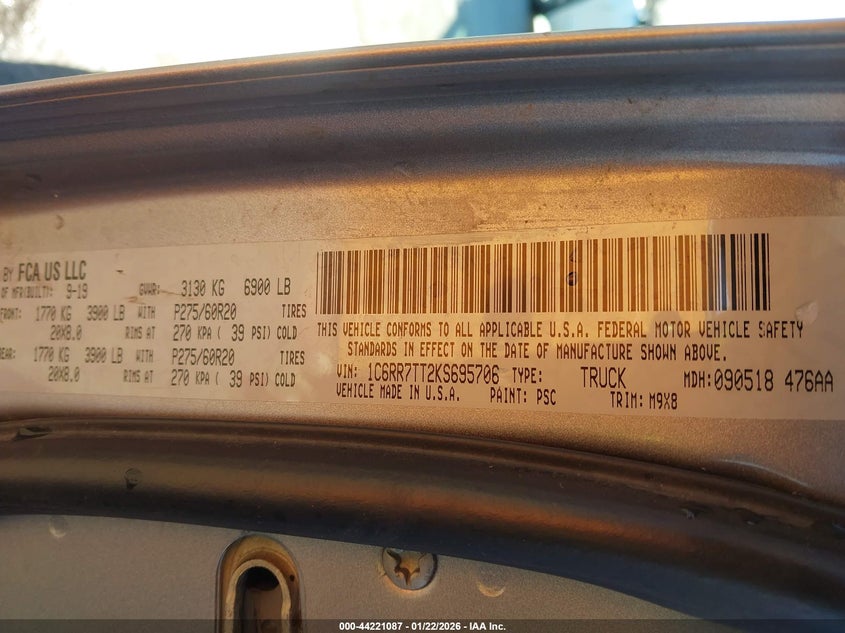 BY FCA US LLC
OF MFR(BUILT): 9-19 GVWR: 3130 KG 6900 LB
FRONT: 1770 KG 3900 LB WITH P275/60R20 TIRES
20X8.0 RIMS AT 270 KPA ( 39 PSI) COLD
REAR: 1770 KG 3900 LB WITH P275/60R20 TIRES
20X8.0 RIMS AT 270 KPA ( 39 PSI) COLD
THIS VEHICLE CONFORMS TO ALL APPLICABLE U.S.A. FEDERAL MOTOR VEHICLE SAFETY
STANDARDS IN EFFECT ON THE DATE OF MANUFACTURE SHOWN ABOVE.
VIN: 1C6RR7TT2KS695706 TYPE: TRUCK MDH: 090518 476AA
VEHICLE MADE IN U.S.A. PAINT: PSC TRIM: M9X8
000-44221087 - 01/22/2026 - IAA Inc.